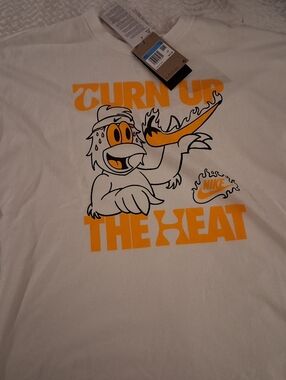 TURN UP
NIKE
THE HEAT